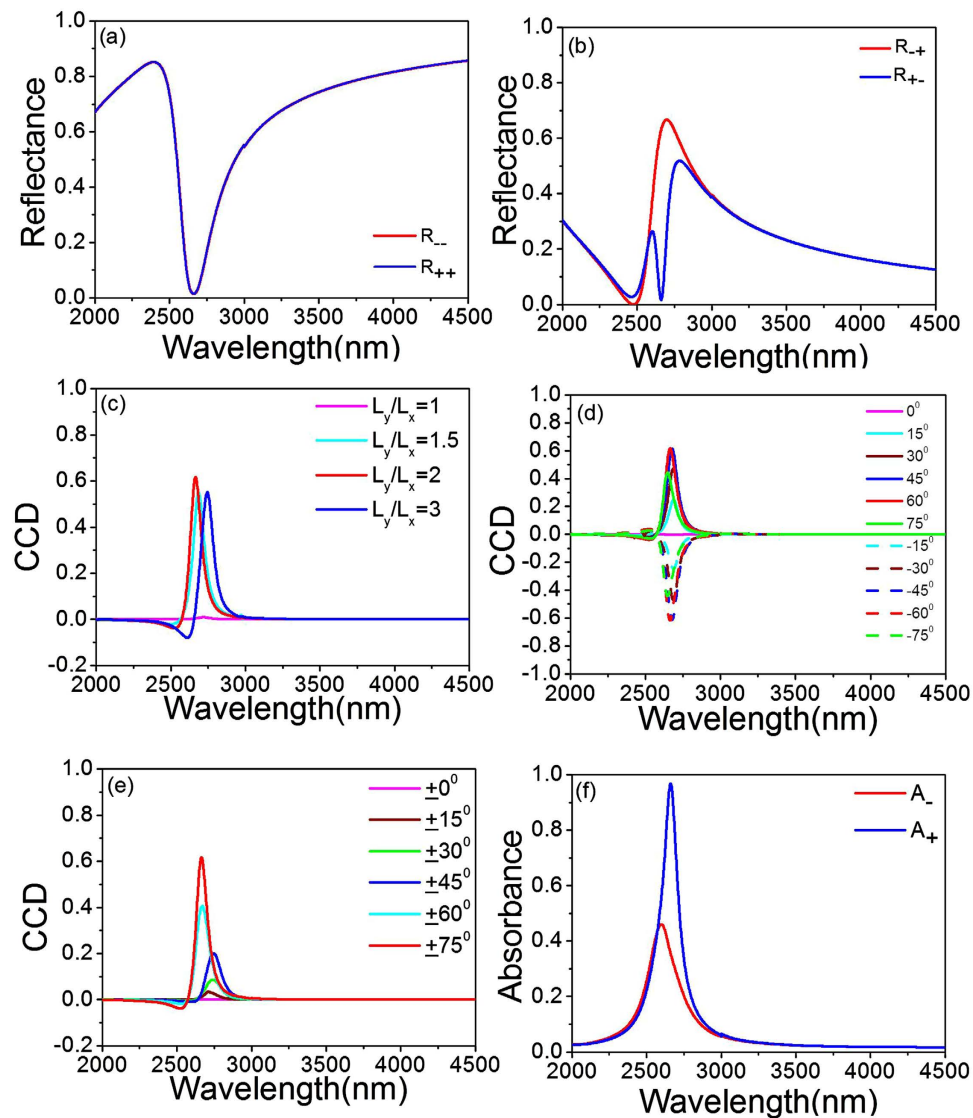 (a)
Reflectance
1.0
0.8
0.6
0.4
0.2
0.0
R--
R++
2000 2500 3000 3500 4000 4500
Wavelength(nm)
(b)
Reflectance
1.0
0.8
0.6
0.4
0.2
0.0
R-+
R+-
2000 2500 3000 3500 4000 4500
Wavelength(nm)
(c)
CCD
1.0
0.8
0.6
0.4
0.2
0.0
-0.2
Ly/Lx=1
Ly/Lx=1.5
Ly/Lx=2
Ly/Lx=3
2000 2500 3000 3500 4000 4500
Wavelength(nm)
(d)
CCD
1.0
0.8
0.6
0.4
0.2
0.0
-0.2
-0.4
-0.6
-0.8
-1.0
0⁰
15⁰
30⁰
45⁰
60⁰
75⁰
-15⁰
-30⁰
-45⁰
-60⁰
-75⁰
2000 2500 3000 3500 4000 4500
Wavelength(nm)
(e)
CCD
1.0
0.8
0.6
0.4
0.2
0.0
-0.2
±0⁰
±15⁰
±30⁰
±45⁰
±60⁰
±75⁰
2000 2500 3000 3500 4000 4500
Wavelength(nm)
(f)
Absorbance
1.0
0.8
0.6
0.4
0.2
0.0
A-
A+
2000 2500 3000 3500 4000 4500
Wavelength(nm)